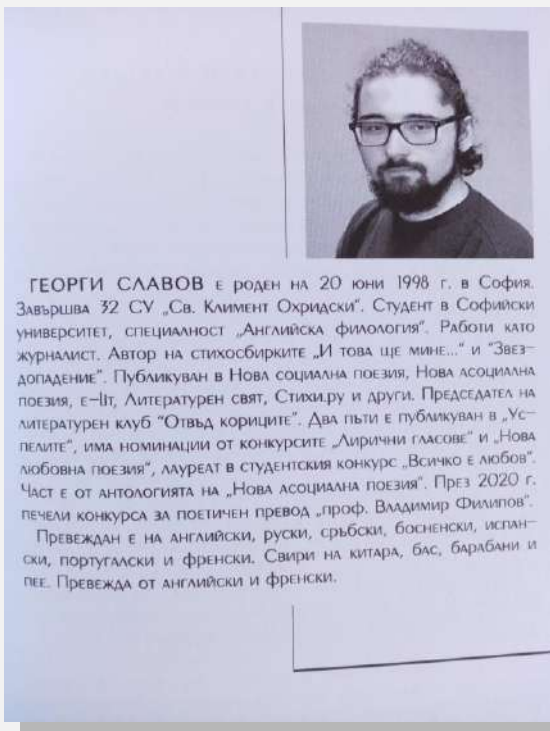 ГЕОРГИ СЛАВОВ е роден на 20 юни 1998 г. в София.
Завършва 32 СУ „Св. Климент Охридски“. Студент в Софийски
университет, специалност „Английска филология“. Работи като
журналист. Автор на стихосбирките „И това ще мине...“ и “Звез-
допадение”. Публикуван в Нова социална поезия, Нова асоциална
поезия, e-lit, Литературен свят, Стихи.ру и други. Председател на
литературен клуб “Отвъд кориците”. Два пъти е публикуван в „Ус-
пелите“, има номинации от конкурсите „Лирични гласове“ и „Нова
любовна поезия“, лауреат в студентския конкурс „Всичко е любов“.
Част е от антологията на „Нова асоциална поезия“. През 2020 г.
печели конкурса за поетичен превод „проф. Владимир Филипов“.
Превеждан е на английски, руски, сръбски, босненски, испан-
ски, португалски и френски. Свири на китара, бас, барабани и
пее. Превежда от английски и френски.